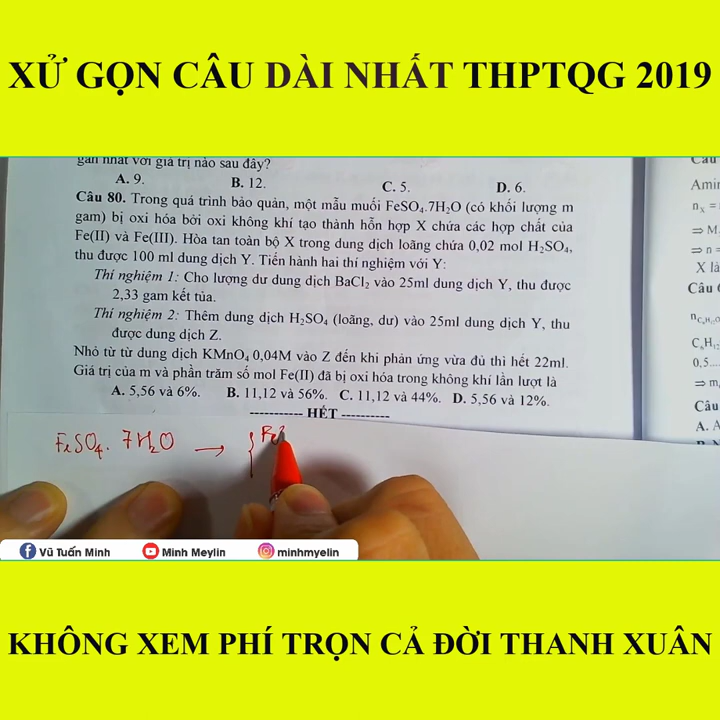 XỬ GỌN CÂU DÀI NHẤT THPTQG 2019
gần nhất với giá trị nào sau đây?
A. 9. B. 12. C. 5. D. 6.
Câu 80. Trong quá trình bảo quản, một mẫu muối FeSO₄.7H₂O (có khối lượng m
gam) bị oxi hóa bởi oxi không khí tạo thành hỗn hợp X chứa các hợp chất của
Fe(II) và Fe(III). Hòa tan toàn bộ X trong dung dịch loãng chứa 0,02 mol H₂SO₄,
thu được 100 ml dung dịch Y. Tiến hành hai thí nghiệm với Y:
Thí nghiệm 1: Cho lượng dư dung dịch BaCl₂ vào 25ml dung dịch Y, thu được
2,33 gam kết tủa.
Thí nghiệm 2: Thêm dung dịch H₂SO₄ (loãng, dư) vào 25ml dung dịch Y, thu
được dung dịch Z.
Nhỏ từ từ dung dịch KMnO₄ 0,04M vào Z đến khi phản ứng vừa đủ thì hết 22ml.
Giá trị của m và phần trăm số mol Fe(II) đã bị oxi hóa trong không khí lần lượt là
A. 5,56 và 6%. B. 11,12 và 56%. C. 11,12 và 44%. D. 5,56 và 12%.
----------- HẾT ----------
FeSO₄. 7H₂O → {
Câu
Amin
nₓ =
⇒ M
⇒ n =
X là
Câu
0,5...
⇒ m
Câu
A. A
Vũ Tuấn Minh
Minh Meylin
minhmyelin
KHÔNG XEM PHÍ TRỌN CẢ ĐỜI THANH XUÂN